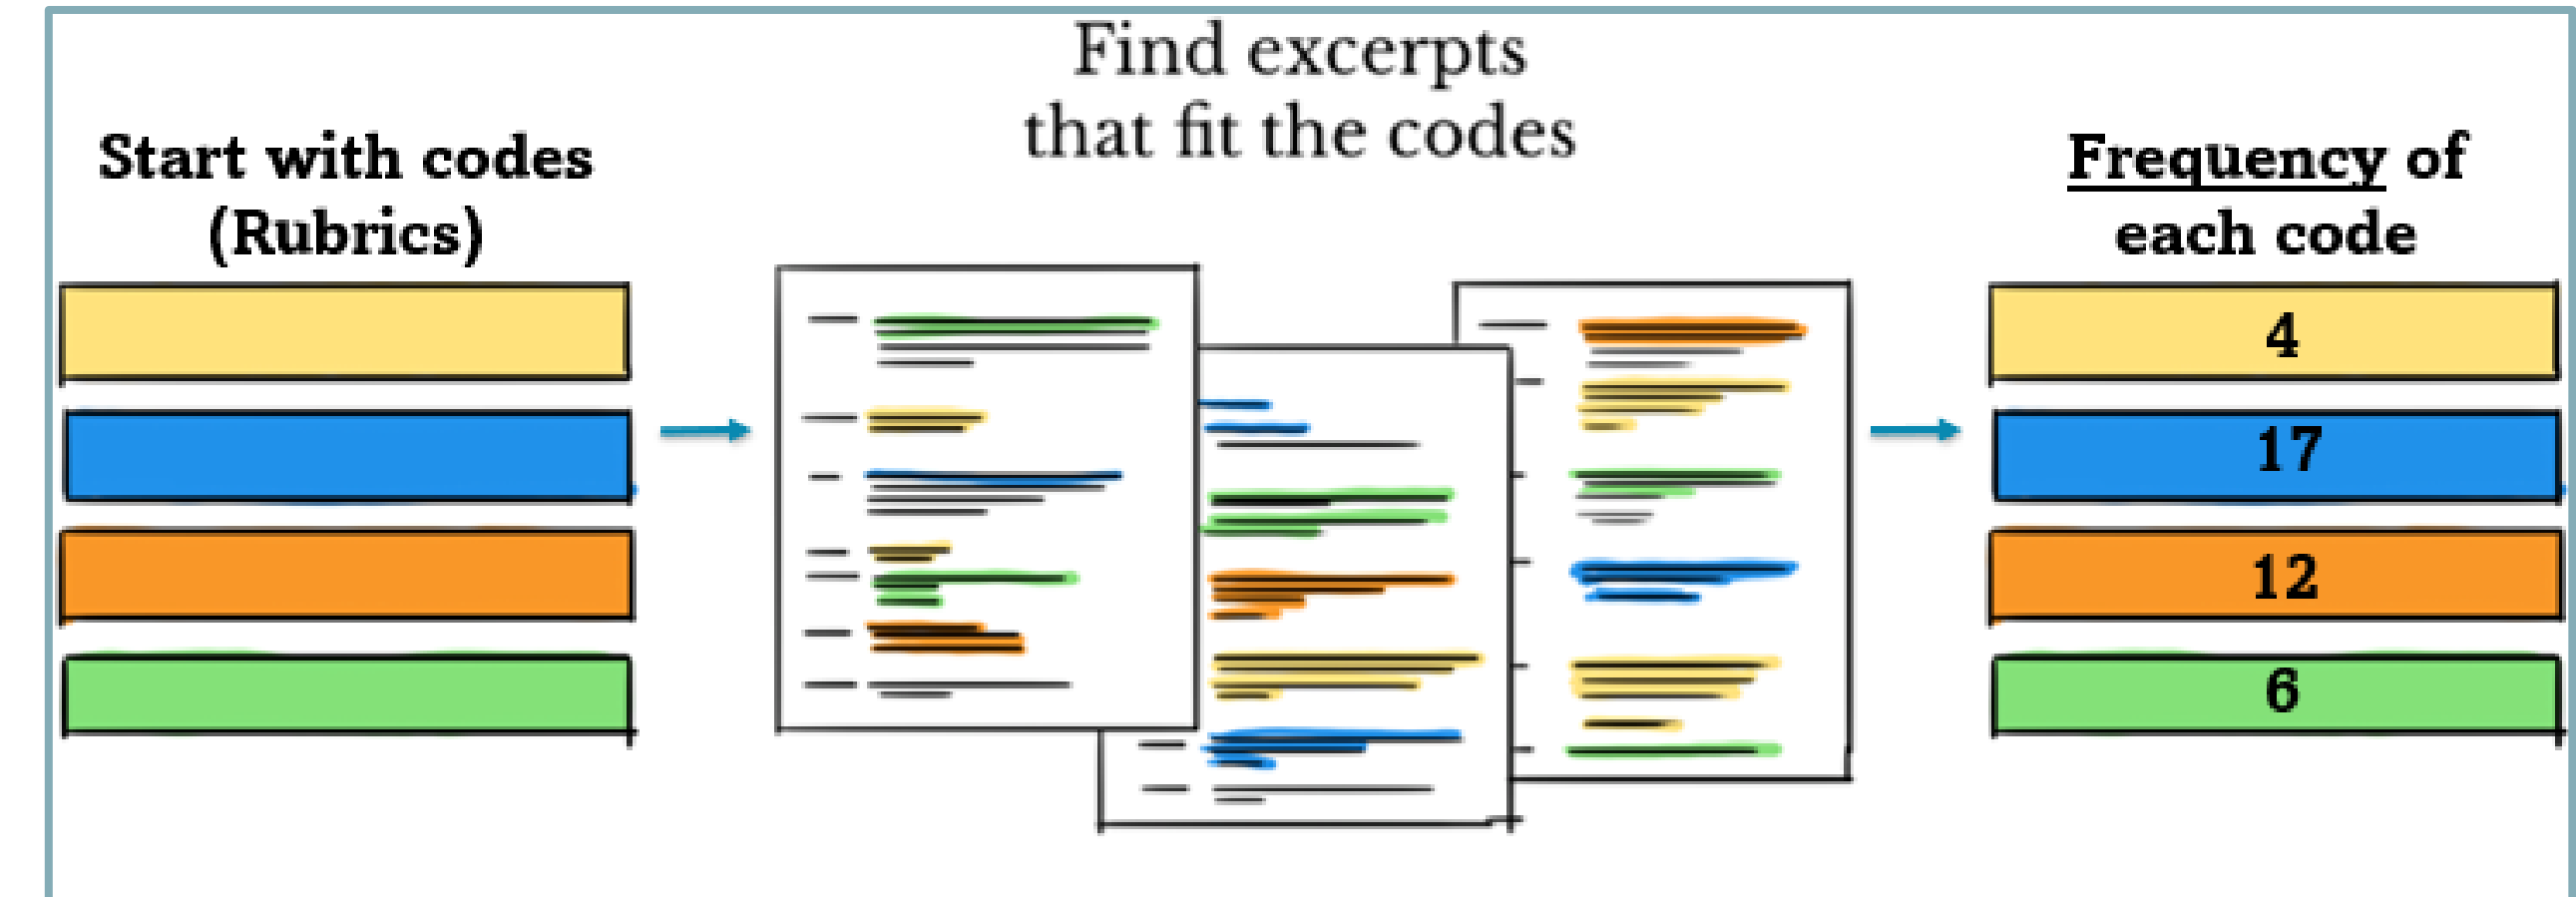 Find excerpts
that fit the codes
Start with codes
(Rubrics)
Frequency of
each code
4
17
12
6